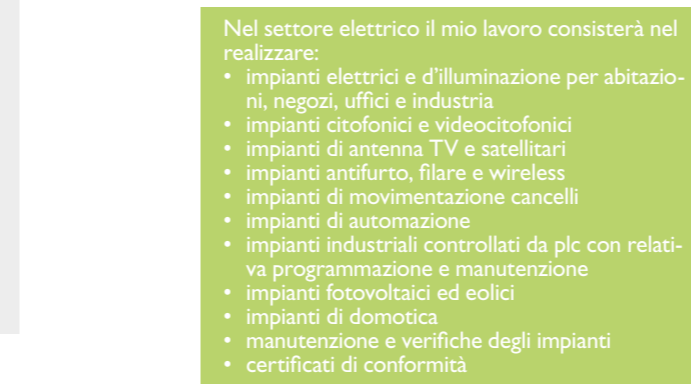 Nel settore elettrico il mio lavoro consisterà nel
realizzare:
• impianti elettrici e d'illuminazione per abitazio-
ni, negozi, uffici e industria
• impianti citofonici e videocitofonici
• impianti di antenna TV e satellitari
• impianti antifurto, filare e wireless
• impianti di movimentazione cancelli
• impianti di automazione
• impianti industriali controllati da plc con relati-
va programmazione e manutenzione
• impianti fotovoltaici ed eolici
• impianti di domotica
• manutenzione e verifiche degli impianti
• certificati di conformità